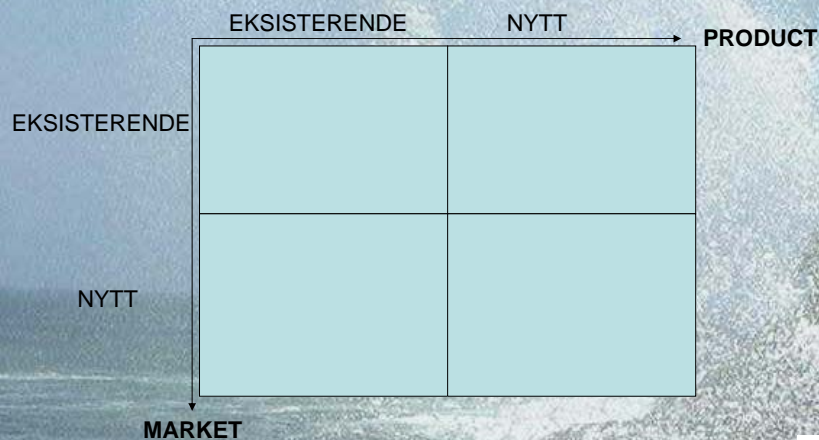 EKSISTERENDE NYTT
PRODUCT
EKSISTERENDE
NYTT
MARKET